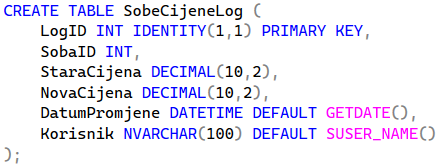 CREATE TABLE SobeCijeneLog (
    LogID INT IDENTITY(1,1) PRIMARY KEY,
    SobaID INT,
    StaraCijena DECIMAL(10,2),
    NovaCijena DECIMAL(10,2),
    DatumPromjene DATETIME DEFAULT GETDATE(),
    Korisnik NVARCHAR(100) DEFAULT SUSER_NAME()
);